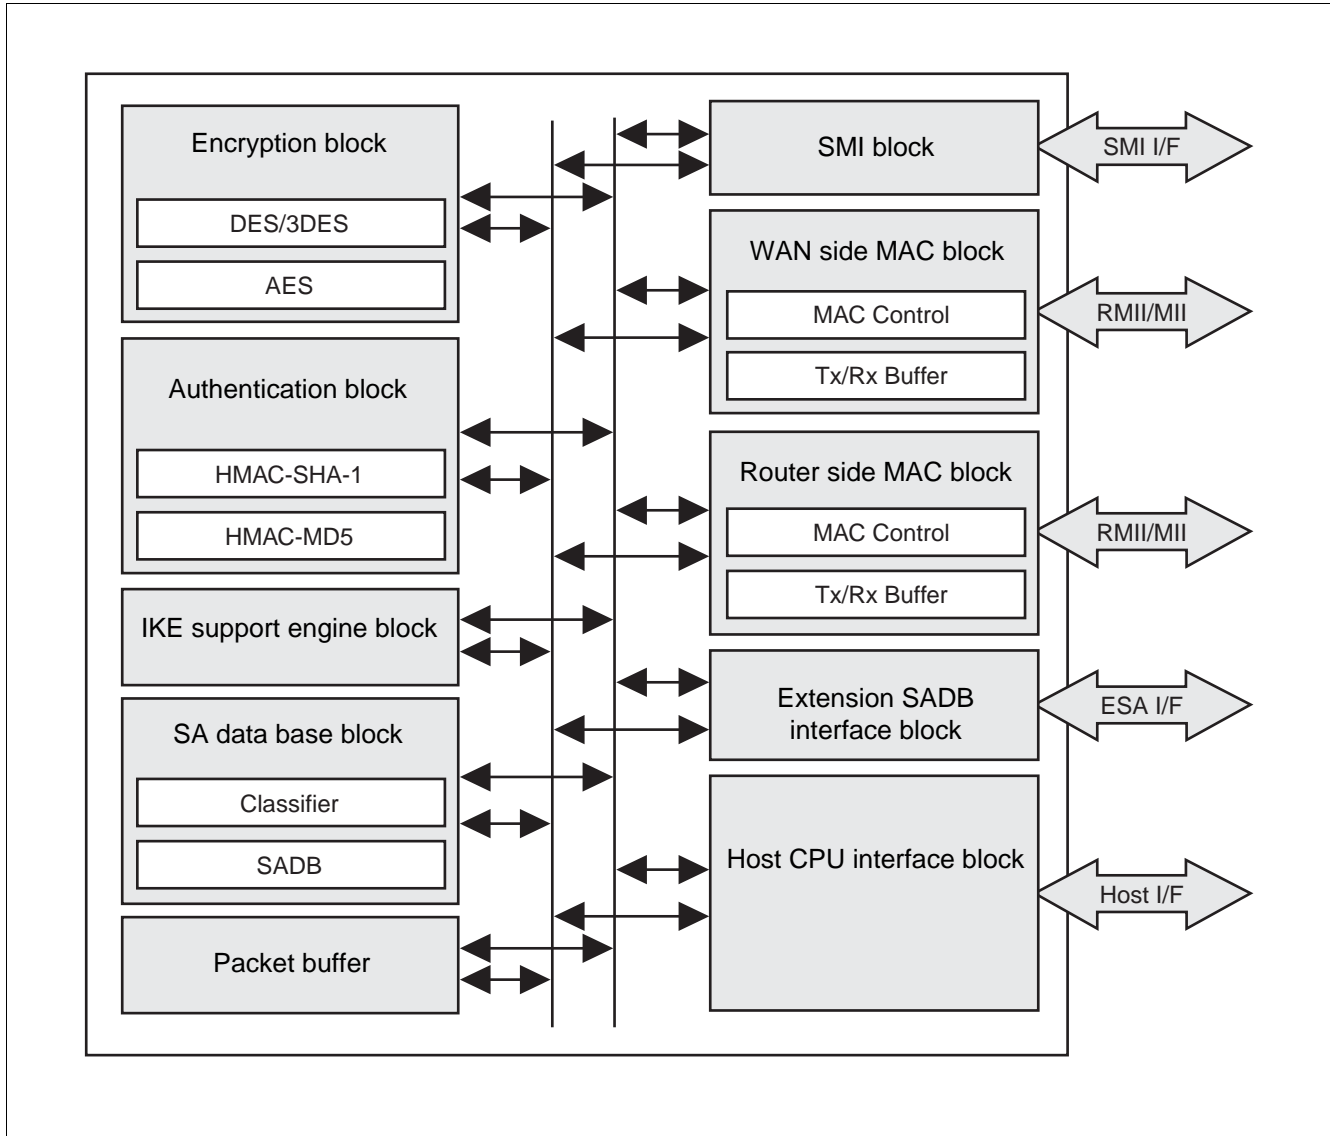 Encryption block
DES/3DES
AES
Authentication block
HMAC-SHA-1
HMAC-MD5
IKE support engine block
SA data base block
Classifier
SADB
Packet buffer
SMI block
SMI I/F
WAN side MAC block
MAC Control
Tx/Rx Buffer
RMII/MII
Router side MAC block
MAC Control
Tx/Rx Buffer
RMII/MII
Extension SADB
interface block
ESA I/F
Host CPU interface block
Host I/F